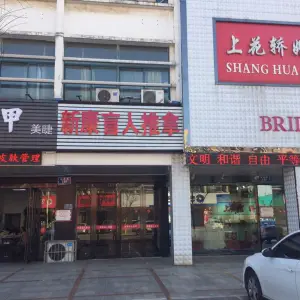 上花轿
SHANG HUA
甲
美睫
新康盲人推拿
BRID
皮肤管理
文明 和谐 自由 平等